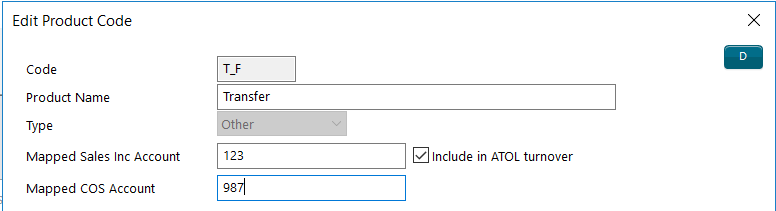 Edit Product Code
D
Code T_F
Product Name Transfer
Type Other
Mapped Sales Inc Account 123 Include in ATOL turnover
Mapped COS Account 987